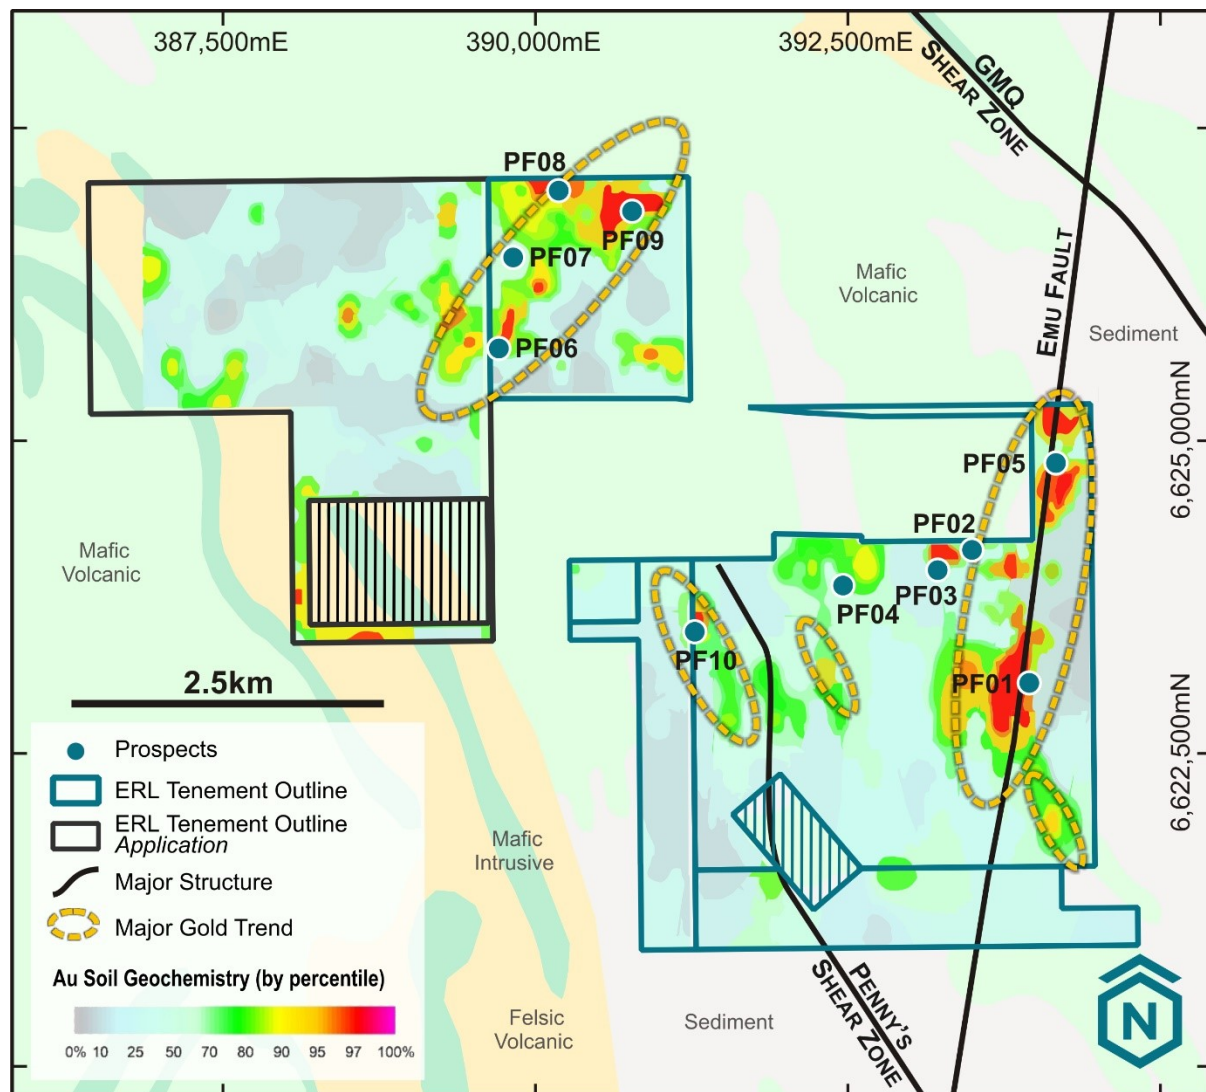 387,500mE
390,000mE
392,500mE
GMQ
SHEAR ZONE
PF08
PF09
PF07
PF06
Mafic
Volcanic
EMU FAULT
Sediment
6,625,000mN
PF05
PF02
PF03
PF04
Mafic
Volcanic
PF10
PF01
2.5km
6,622,500mN
Prospects
ERL Tenement Outline
ERL Tenement Outline
Application
Major Structure
Major Gold Trend
Au Soil Geochemistry (by percentile)
0% 10 25 50 70 80 90 95 97 100%
Mafic
Intrusive
Felsic
Volcanic
Sediment
PENNY'S
SHEAR ZONE
N